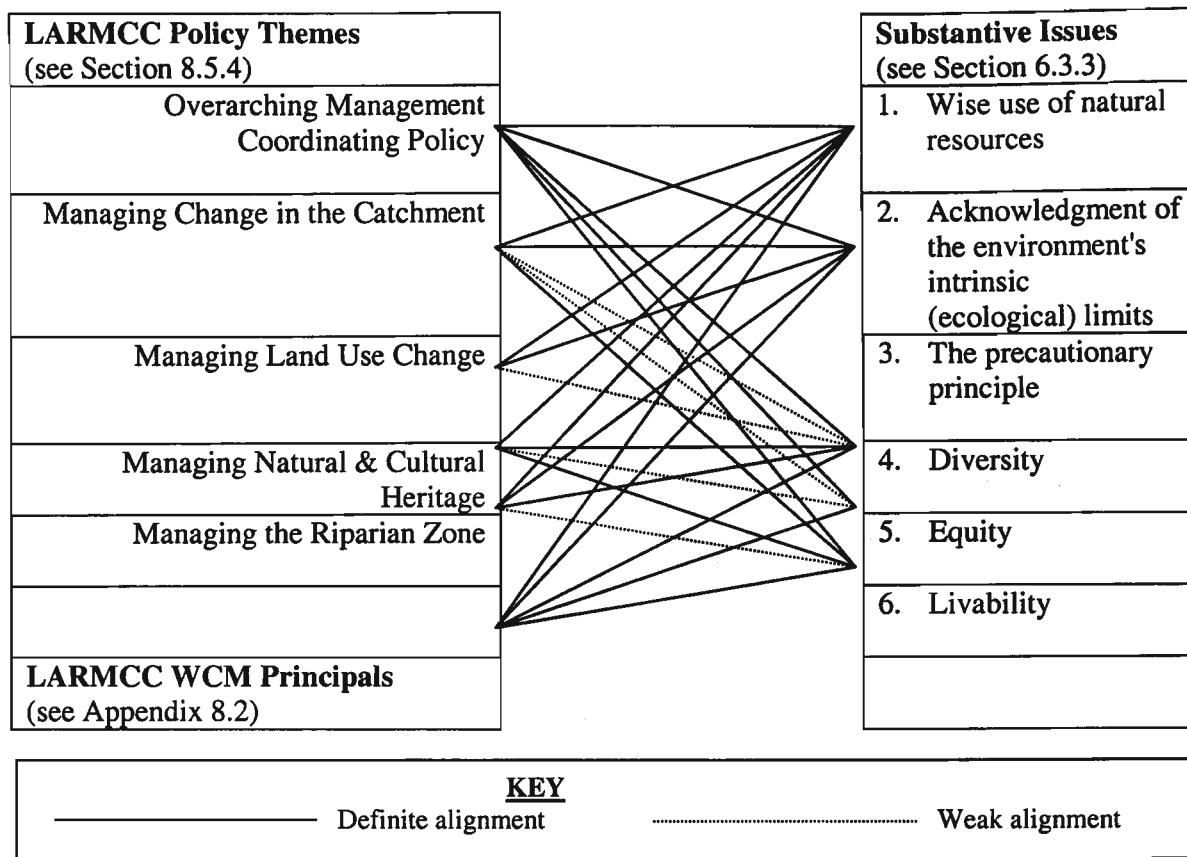 LARMCC Policy Themes
(see Section 8.5.4)
Overarching Management
Coordinating Policy
Managing Change in the Catchment
Managing Land Use Change
Managing Natural & Cultural
Heritage
Managing the Riparian Zone
LARMCC WCM Principals
(see Appendix 8.2)
Substantive Issues
(see Section 6.3.3)
1. Wise use of natural
resources
2. Acknowledgment of
the environment's
intrinsic
(ecological) limits
3. The precautionary
principle
4. Diversity
5. Equity
6. Livability
KEY
Definite alignment
Weak alignment